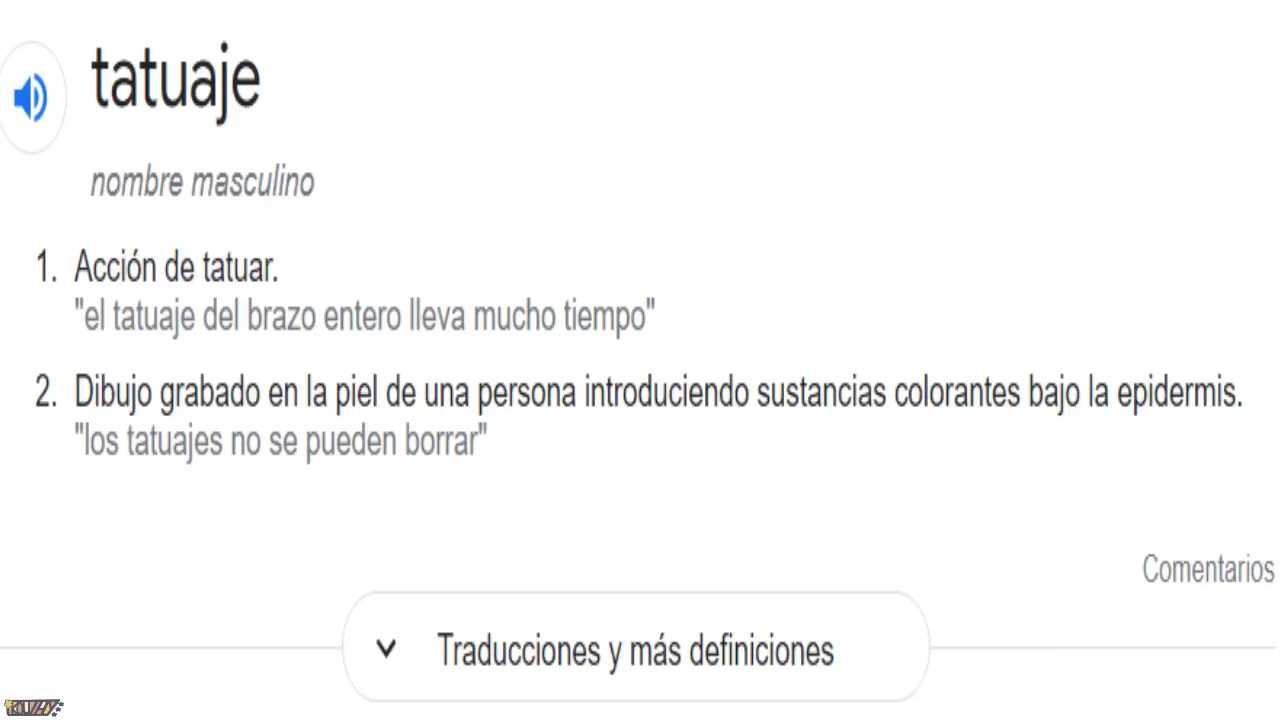 tatuaje
nombre masculino
1. Acción de tatuar.
"el tatuaje del brazo entero lleva mucho tiempo"
2. Dibujo grabado en la piel de una persona introduciendo sustancias colorantes bajo la epidermis.
"los tatuajes no se pueden borrar"
Comentarios
Traducciones y más definiciones